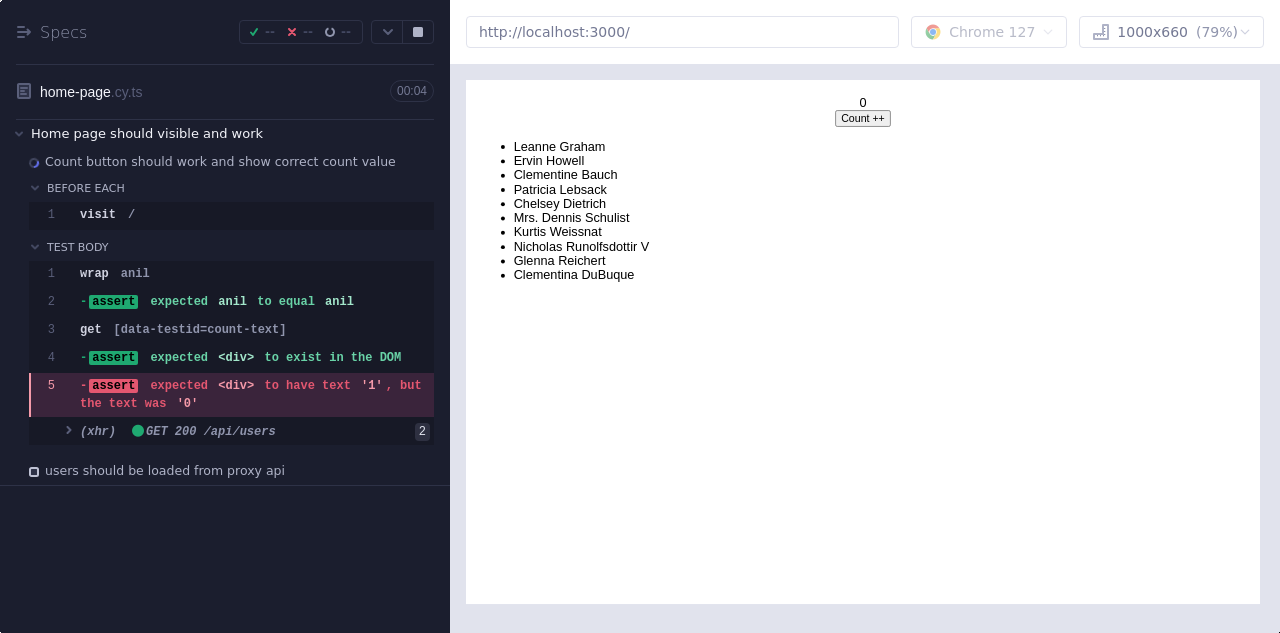 Specs
-- -- --
home-page.cy.ts 00:04
Home page should visible and work
Count button should work and show correct count value
BEFORE EACH
1 visit /
TEST BODY
1 wrap anil
2 -assert expected anil to equal anil
3 get [data-testid=count-text]
4 -assert expected <div> to exist in the DOM
5 -assert expected <div> to have text '1', but
the text was '0'
(xhr) GET 200 /api/users 2
users should be loaded from proxy api
http://localhost:3000/ Chrome 127 1000x660 (79%)
0
Count ++
Leanne Graham
Ervin Howell
Clementine Bauch
Patricia Lebsack
Chelsey Dietrich
Mrs. Dennis Schulist
Kurtis Weissnat
Nicholas Runolfsdottir V
Glenna Reichert
Clementina DuBuque